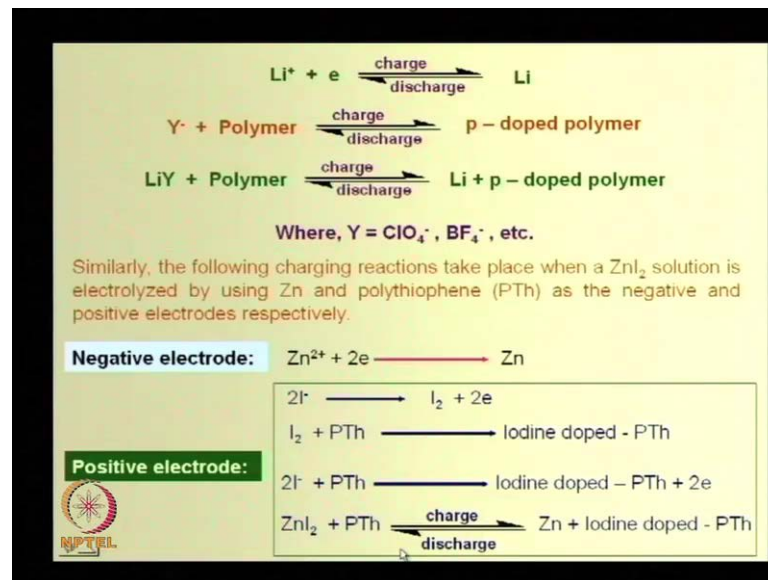 Li⁺ + e charge discharge Li
Y⁻ + Polymer charge discharge p – doped polymer
LiY + Polymer charge discharge Li + p – doped polymer
Where, Y = ClO₄⁻ , BF₄⁻ , etc.
Similarly, the following charging reactions take place when a ZnI₂ solution is
electrolyzed by using Zn and polythiophene (PTh) as the negative and
positive electrodes respectively.
Negative electrode: Zn²⁺ + 2e Zn
2I⁻ I₂ + 2e
I₂ + PTh Iodine doped - PTh
Positive electrode:
2I⁻ + PTh Iodine doped – PTh + 2e
ZnI₂ + PTh charge discharge Zn + Iodine doped - PTh
NPTEL